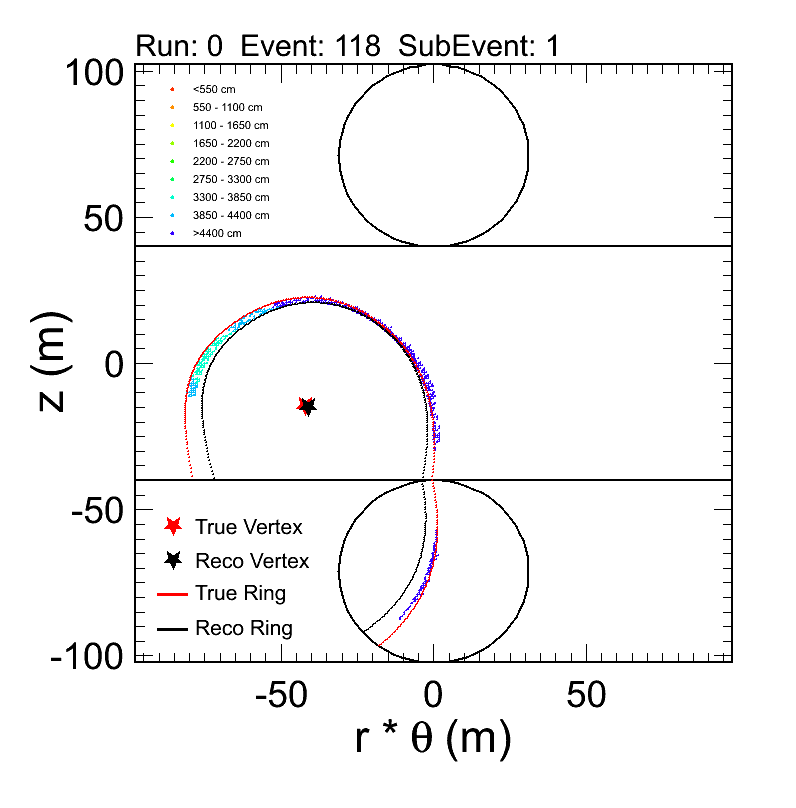 Run: 0 Event: 118 SubEvent: 1
100
<550 cm
550 - 1100 cm
1100 - 1650 cm
1650 - 2200 cm
2200 - 2750 cm
2750 - 3300 cm
3300 - 3850 cm
3850 - 4400 cm
>4400 cm
50
0
z (m)
-50
True Vertex
Reco Vertex
True Ring
Reco Ring
-100
-50 0 50
r * θ (m)